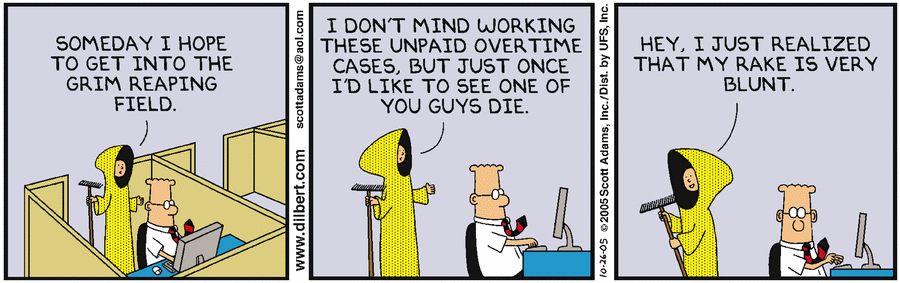 SOMEDAY I HOPE
TO GET INTO THE
GRIM REAPING
FIELD.
www.dilbert.com
scottadams@aol.com
I DON'T MIND WORKING
THESE UNPAID OVERTIME
CASES, BUT JUST ONCE
I'D LIKE TO SEE ONE OF
YOU GUYS DIE.
10-26-05 © 2005 Scott Adams, Inc./Dist. by UFS, Inc.
HEY, I JUST REALIZED
THAT MY RAKE IS VERY
BLUNT.